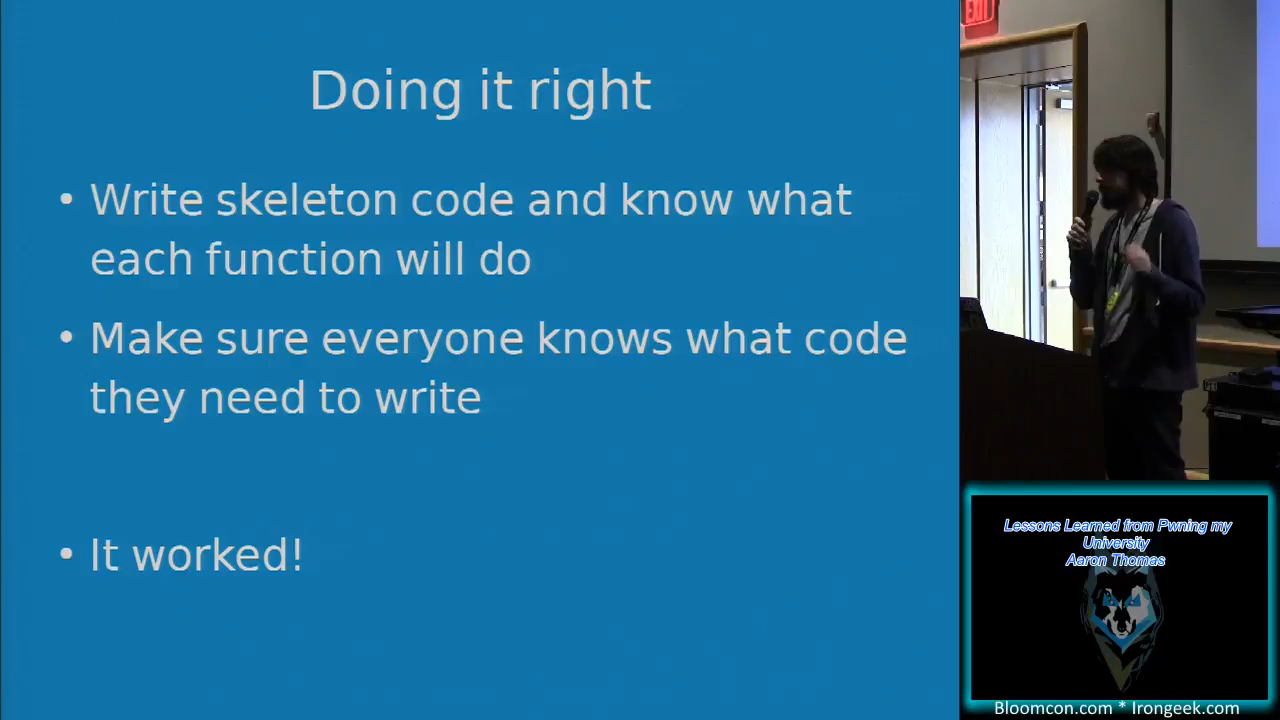 Doing it right
• Write skeleton code and know what
each function will do
• Make sure everyone knows what code
they need to write
• It worked!
EXIT
Lessons Learned from Pwning my
University
Aaron Thomas
Bloomcon.com * Irongeek.com